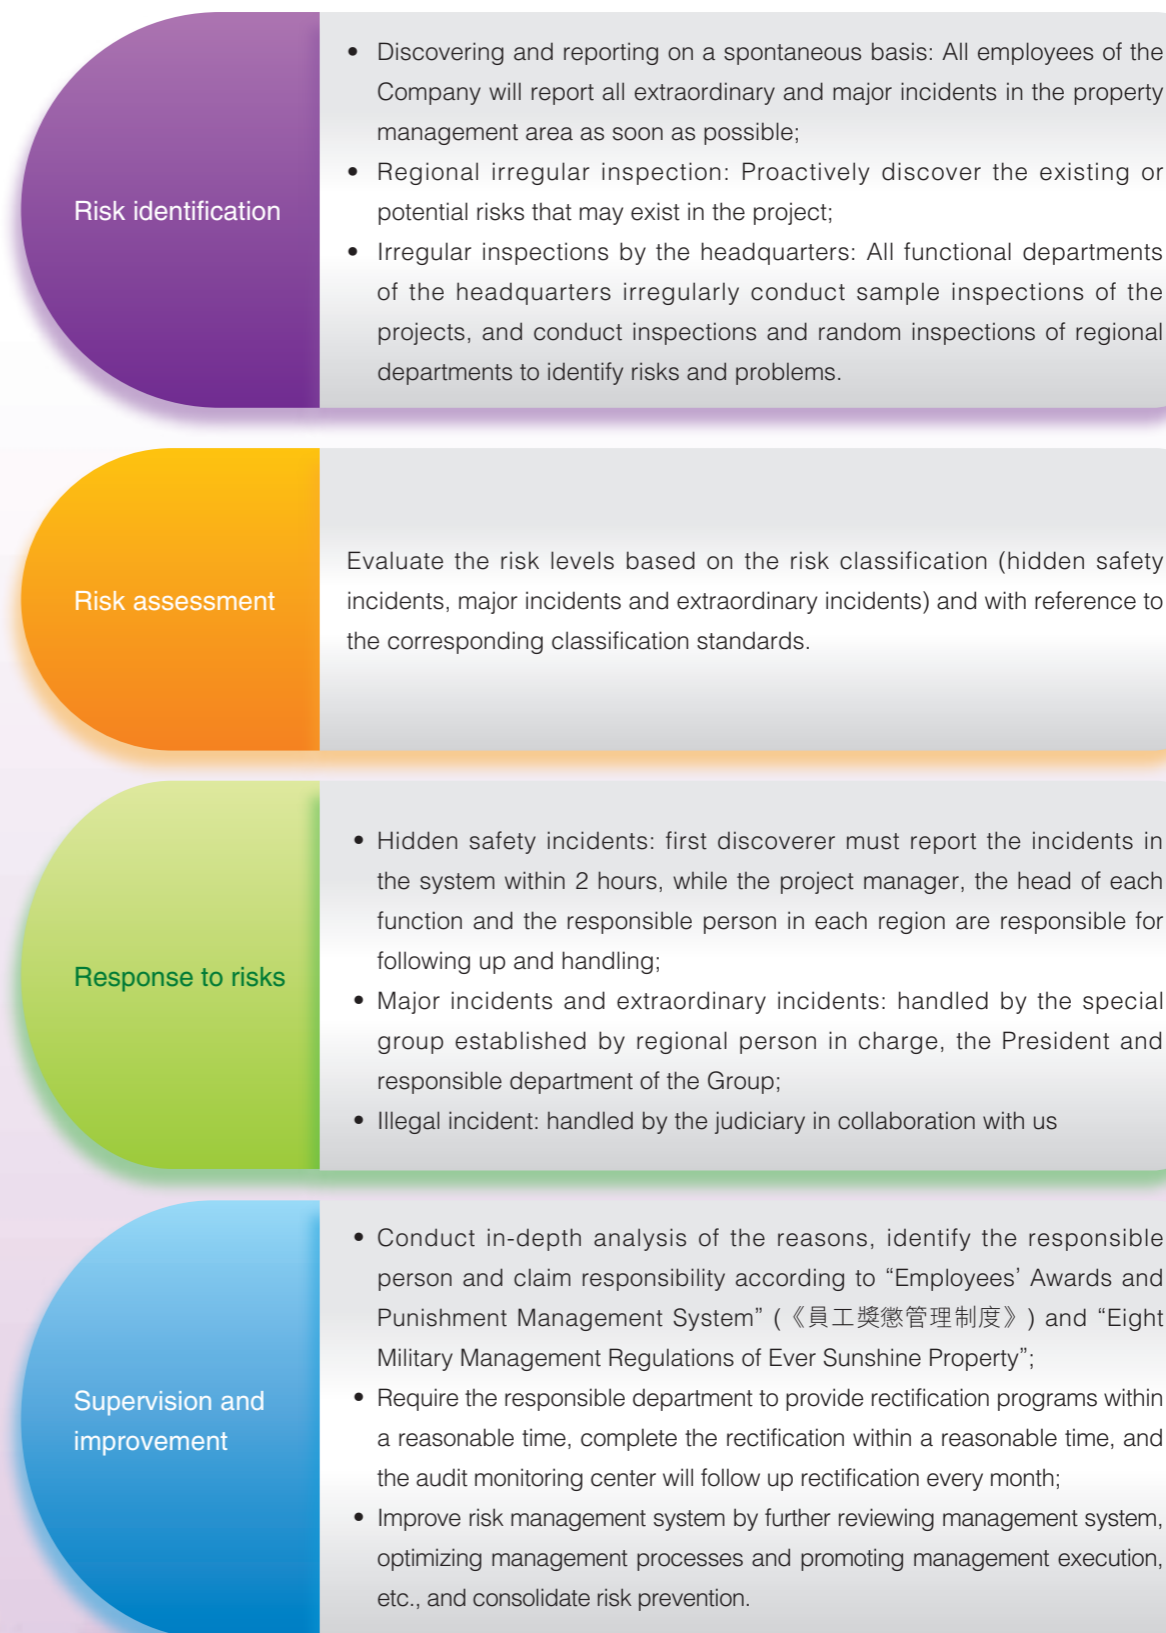 Risk identification
• Discovering and reporting on a spontaneous basis: All employees of the
Company will report all extraordinary and major incidents in the property
management area as soon as possible;
• Regional irregular inspection: Proactively discover the existing or
potential risks that may exist in the project;
• Irregular inspections by the headquarters: All functional departments
of the headquarters irregularly conduct sample inspections of the
projects, and conduct inspections and random inspections of regional
departments to identify risks and problems.
Risk assessment
Evaluate the risk levels based on the risk classification (hidden safety
incidents, major incidents and extraordinary incidents) and with reference to
the corresponding classification standards.
Response to risks
• Hidden safety incidents: first discoverer must report the incidents in
the system within 2 hours, while the project manager, the head of each
function and the responsible person in each region are responsible for
following up and handling;
• Major incidents and extraordinary incidents: handled by the special
group established by regional person in charge, the President and
responsible department of the Group;
• Illegal incident: handled by the judiciary in collaboration with us
Supervision and
improvement
• Conduct in-depth analysis of the reasons, identify the responsible
person and claim responsibility according to “Employees’ Awards and
Punishment Management System” (《員工獎懲管理制度》) and “Eight
Military Management Regulations of Ever Sunshine Property”;
• Require the responsible department to provide rectification programs within
a reasonable time, complete the rectification within a reasonable time, and
the audit monitoring center will follow up rectification every month;
• Improve risk management system by further reviewing management system,
optimizing management processes and promoting management execution,
etc., and consolidate risk prevention.